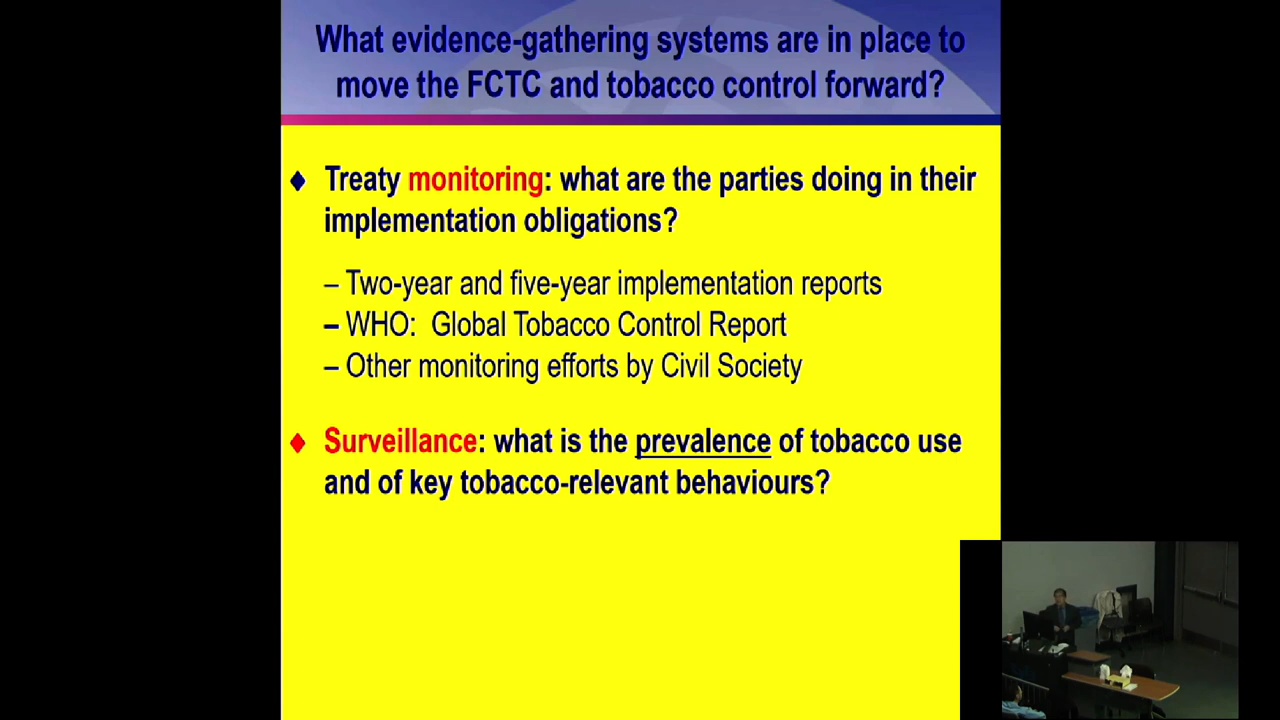 What evidence-gathering systems are in place to
move the FCTC and tobacco control forward?
♦ Treaty monitoring: what are the parties doing in their
implementation obligations?
– Two-year and five-year implementation reports
– WHO: Global Tobacco Control Report
– Other monitoring efforts by Civil Society
♦ Surveillance: what is the prevalence of tobacco use
and of key tobacco-relevant behaviours?